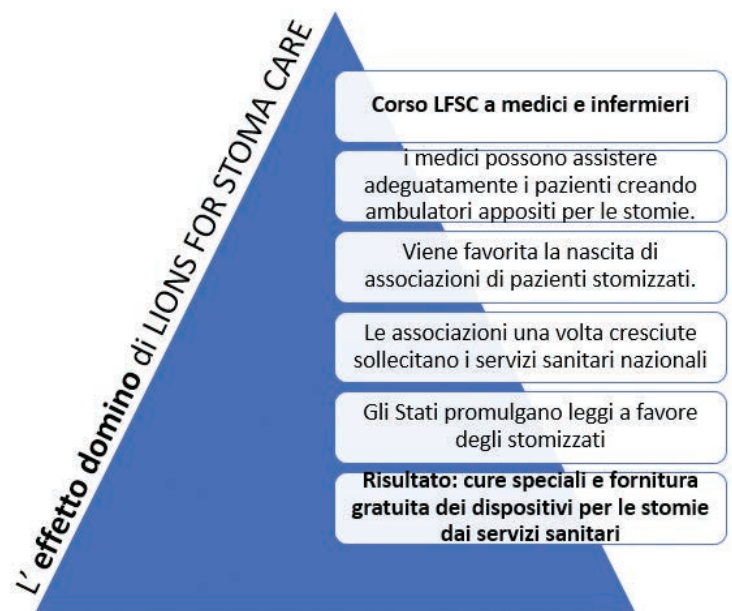 L' effetto domino di LIONS FOR STOMA CARE
Corso LFSC a medici e infermieri
i medici possono assistere
adeguatamente i pazienti creando
ambulatori appositi per le stomie.
Viene favorita la nascita di
associazioni di pazienti stomizzati.
Le associazioni una volta cresciute
sollecitano i servizi sanitari nazionali
Gli Stati promulgano leggi a favore
degli stomizzati
Risultato: cure speciali e fornitura
gratuita dei dispositivi per le stomie
dai servizi sanitari